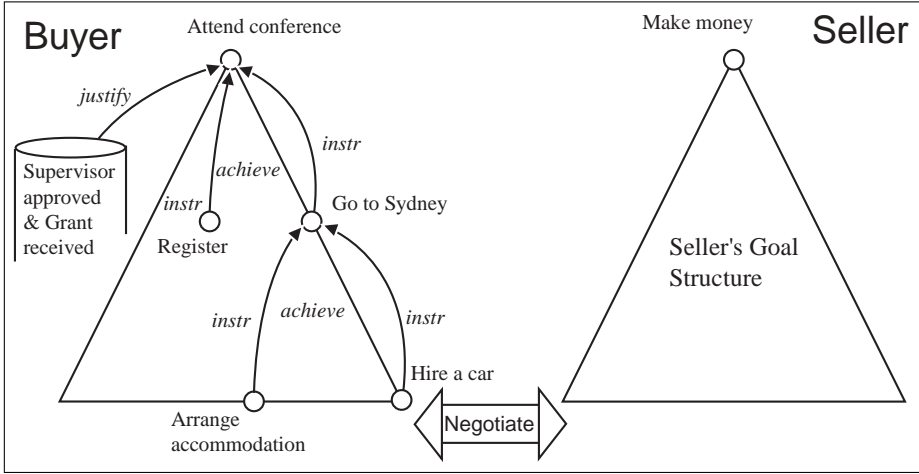 Buyer
Attend conference
Make money
Seller
justify
instr
Supervisor
approved
& Grant
received
achieve
instr
Register
Go to Sydney
Seller's Goal
Structure
instr
achieve
instr
Hire a car
Arrange
accommodation
Negotiate